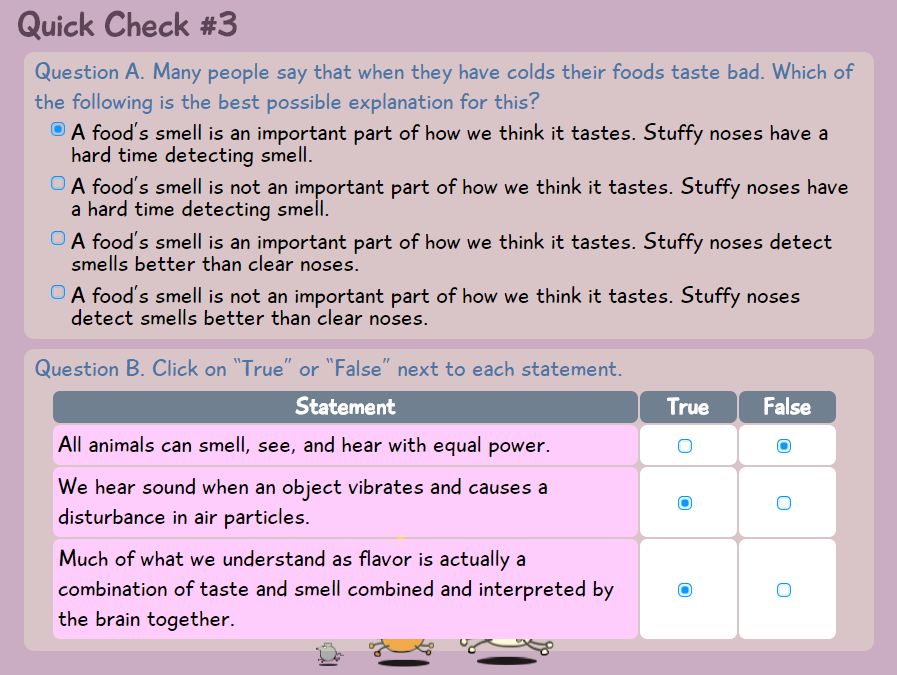 Quick Check #3
Question A. Many people say that when they have colds their foods taste bad. Which of
the following is the best possible explanation for this?
A food's smell is an important part of how we think it tastes. Stuffy noses have a
hard time detecting smell.
A food's smell is not an important part of how we think it tastes. Stuffy noses have
a hard time detecting smell.
A food's smell is an important part of how we think it tastes. Stuffy noses detect
smells better than clear noses.
A food's smell is not an important part of how we think it tastes. Stuffy noses
detect smells better than clear noses.
Question B. Click on "True" or "False" next to each statement.
Statement True False
All animals can smell, see, and hear with equal power.
We hear sound when an object vibrates and causes a
disturbance in air particles.
Much of what we understand as flavor is actually a
combination of taste and smell combined and interpreted by
the brain together.